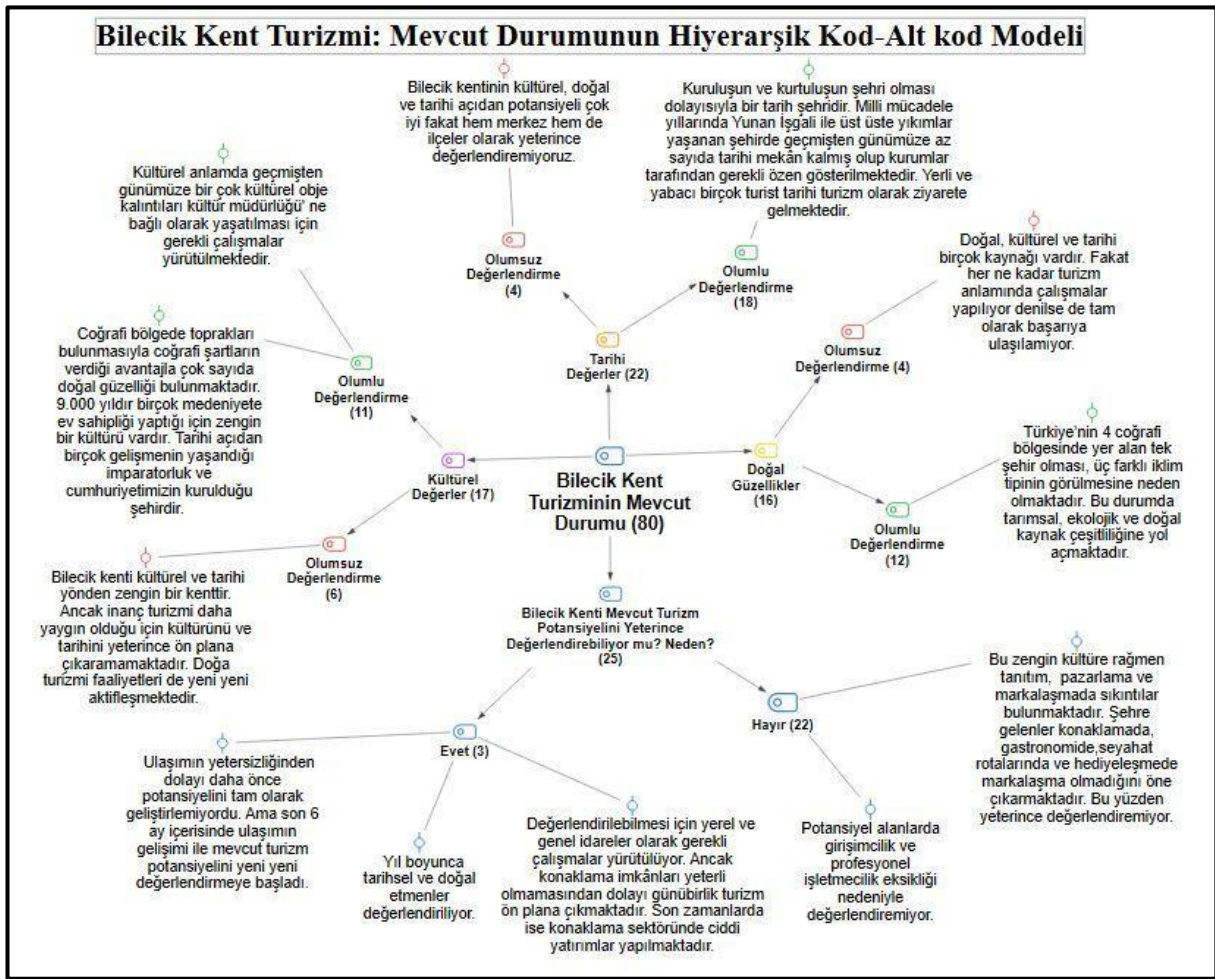 Bilecik Kent Turizmi: Mevcut Durumunun Hiyerarşik Kod-Alt kod Modeli
Bilecik kentinin kültürel, doğal
ve tarihi açıdan potansiyeli çok
iyi fakat hem merkez hem de
ilçeler olarak yeterince
değerlendiremiyoruz.
Kuruluşun ve kurtuluşun şehri olması
dolayısıyla bir tarih şehridir. Milli mücadele
yıllarında Yunan İşgali ile üst üste yıkımlar
yaşanan şehirde geçmişten günümüze az
sayıda tarihi mekân kalmış olup kurumlar
tarafından gerekli özen gösterilmektedir. Yerli ve
yabacı birçok turist tarihi turizm olarak ziyarete
gelmektedir.
Kültürel anlamda geçmişten
günümüze bir çok kültürel obje
kalıntıları kültür müdürlüğü' ne
bağlı olarak yaşatılması için
gerekli çalışmalar
yürütülmektedir.
Olumsuz
Değerlendirme
(4)
Olumlu
Değerlendirme
(18)
Doğal, kültürel ve tarihi
birçok kaynağı vardır. Fakat
her ne kadar turizm
anlamında çalışmalar
yapılıyor denilse de tam
olarak başarıya
ulaşılamıyor.
Coğrafi bölgede toprakları
bulunmasıyla coğrafi şartların
verdiği avantajla çok sayıda
doğal güzelliği bulunmaktadır.
9.000 yıldır birçok medeniyete
ev sahipliği yaptığı için zengin
bir kültürü vardır. Tarihi açıdan
birçok gelişmenin yaşandığı
imparatorluk ve
cumhuriyetimizin kurulduğu
şehirdir.
Olumlu
Değerlendirme
(11)
Tarihi
Değerler (22)
Olumsuz
Değerlendirme (4)
Kültürel
Değerler (17)
Bilecik Kent
Turizminin Mevcut
Durumu (80)
Doğal
Güzellikler
(16)
Türkiye'nin 4 coğrafi
bölgesinde yer alan tek
şehir olması, üç farklı iklim
tipinin görülmesine neden
olmaktadır. Bu durumda
tarımsal, ekolojik ve doğal
kaynak çeşitliliğine yol
açmaktadır.
Olumlu
Değerlendirme
(12)
Olumsuz
Değerlendirme
(6)
Bilecik kenti kültürel ve tarihi
yönden zengin bir kenttir.
Ancak inanç turizmi daha
yaygın olduğu için kültürünü ve
tarihini yeterince ön plana
çıkaramamaktadır. Doğa
turizmi faaliyetleri de yeni yeni
aktifleşmektedir.
Bilecik Kenti Mevcut Turizm
Potansiyelini Yeterince
Değerlendirebiliyor mu? Neden?
(25)
Evet (3)
Hayır (22)
Bu zengin kültüre rağmen
tanıtım, pazarlama ve
markalaşmada sıkıntılar
bulunmaktadır. Şehre
gelenler konaklamada,
gastronomide,seyahat
rotalarında ve hediyeleşmede
markalaşma olmadığını öne
çıkarmaktadır. Bu yüzden
yeterince değerlendiremiyor.
Ulaşımın yetersizliğinden
dolayı daha önce
potansiyelini tam olarak
geliştirlemiyordu. Ama son 6
ay içerisinde ulaşımın
gelişimi ile mevcut turizm
potansiyelini yeni yeni
değerlendirmeye başladı.
Yıl boyunca
tarihsel ve doğal
etmenler
değerlendiriliyor.
Değerlendirilebilmesi için yerel ve
genel idareler olarak gerekli
çalışmalar yürütülüyor. Ancak
konaklama imkânları yeterli
olmamasından dolayı günübirlik turizm
ön plana çıkmaktadır. Son zamanlarda
ise konaklama sektöründe ciddi
yatırımlar yapılmaktadır.
Potansiyel alanlarda
girişimcilik ve
profesyonel
işletmecilik eksikliği
nedeniyle
değerlendiremiyor.